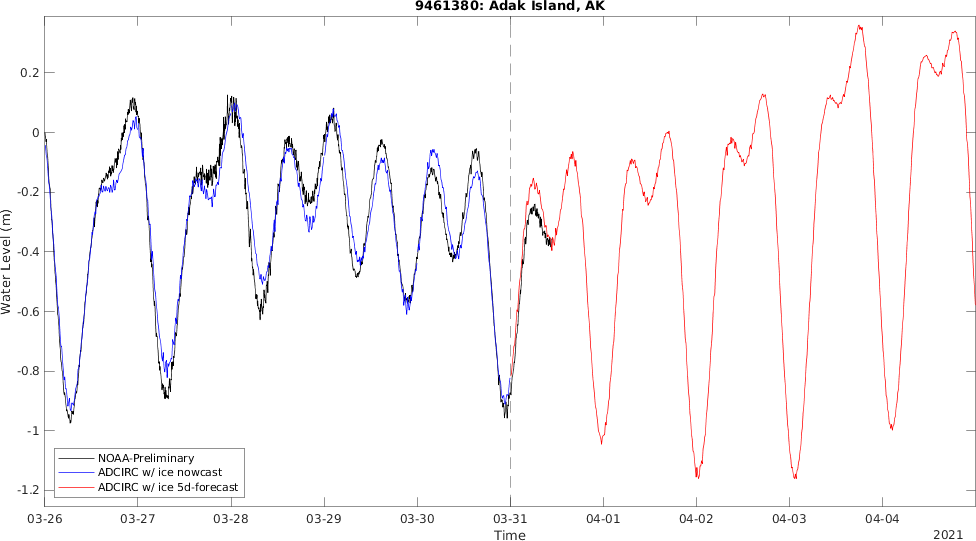 9461380: Adak Island, AK
Water Level (m)
0.2
0
-0.2
-0.4
-0.6
-0.8
-1
-1.2
NOAA-Preliminary
ADCIRC w/ ice nowcast
ADCIRC w/ ice 5d-forecast
03-26 03-27 03-28 03-29 03-30 03-31 04-01 04-02 04-03 04-04
Time
2021